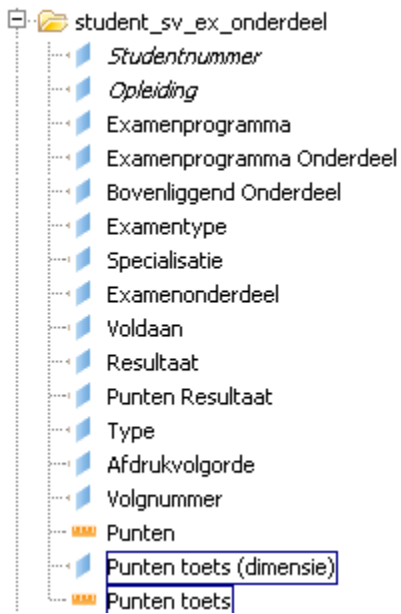 student_sv_ex_onderdeel
Studentnummer
Opleiding
Examenprogramma
Examenprogramma Onderdeel
Bovenliggend Onderdeel
Examentype
Specialisatie
Examenonderdeel
Voldaan
Resultaat
Punten Resultaat
Type
Afdrukvolgorde
Volgnummer
Punten
Punten toets (dimensie)
Punten toets